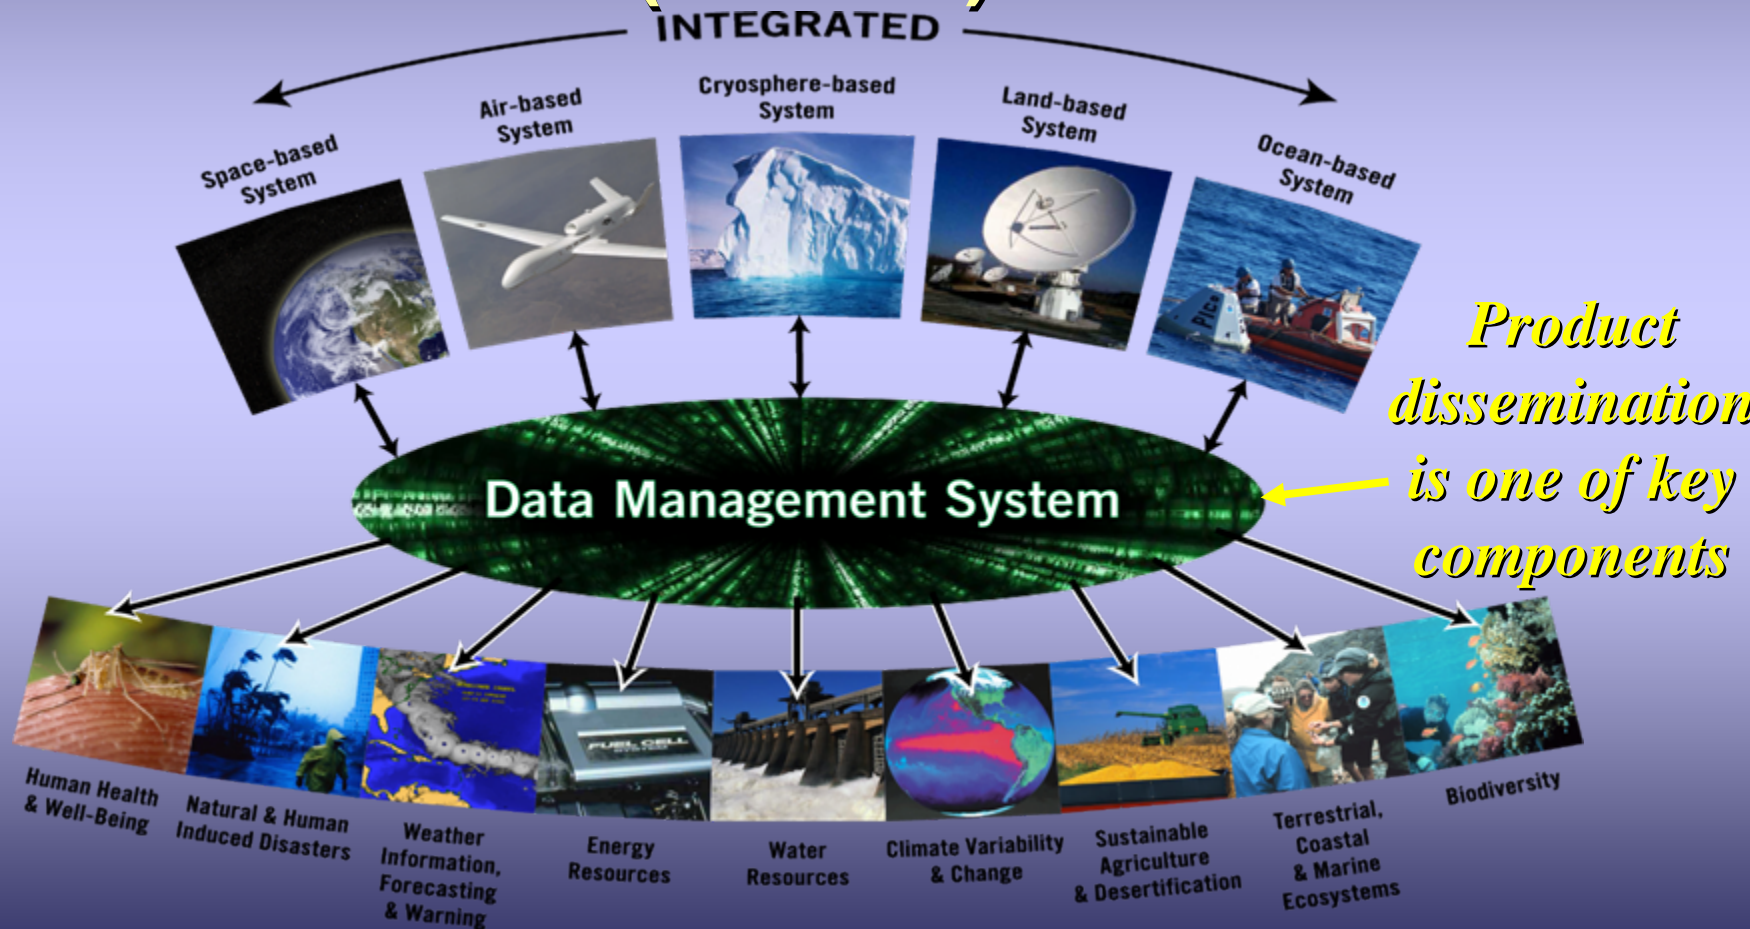 INTEGRATED
Space-based
System
Air-based
System
Cryosphere-based
System
Land-based
System
Ocean-based
System
Product
dissemination
is one of key
components
Data Management System
FUEL CELL
Human Health
& Well-Being
Natural & Human
Induced Disasters
Weather
Information,
Forecasting
& Warning
Energy
Resources
Water
Resources
Climate Variability
& Change
Sustainable
Agriculture
& Desertification
Terrestrial,
Coastal
& Marine
Ecosystems
Biodiversity